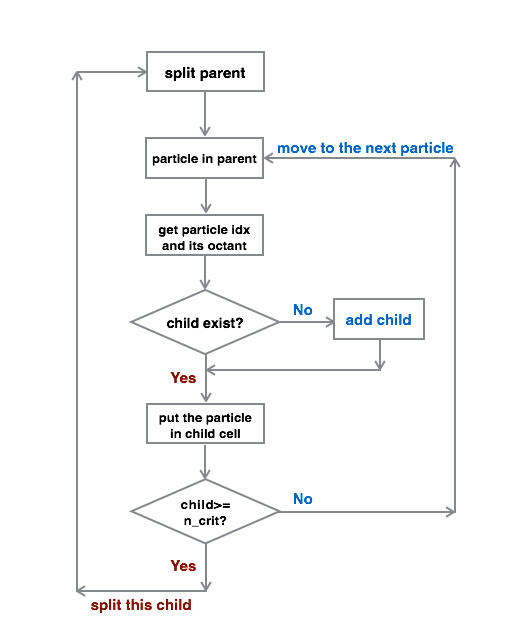 split parent
move to the next particle
particle in parent
get particle idx
and its octant
child exist?
No
add child
Yes
put the particle
in child cell
child>=
n_crit?
No
Yes
split this child